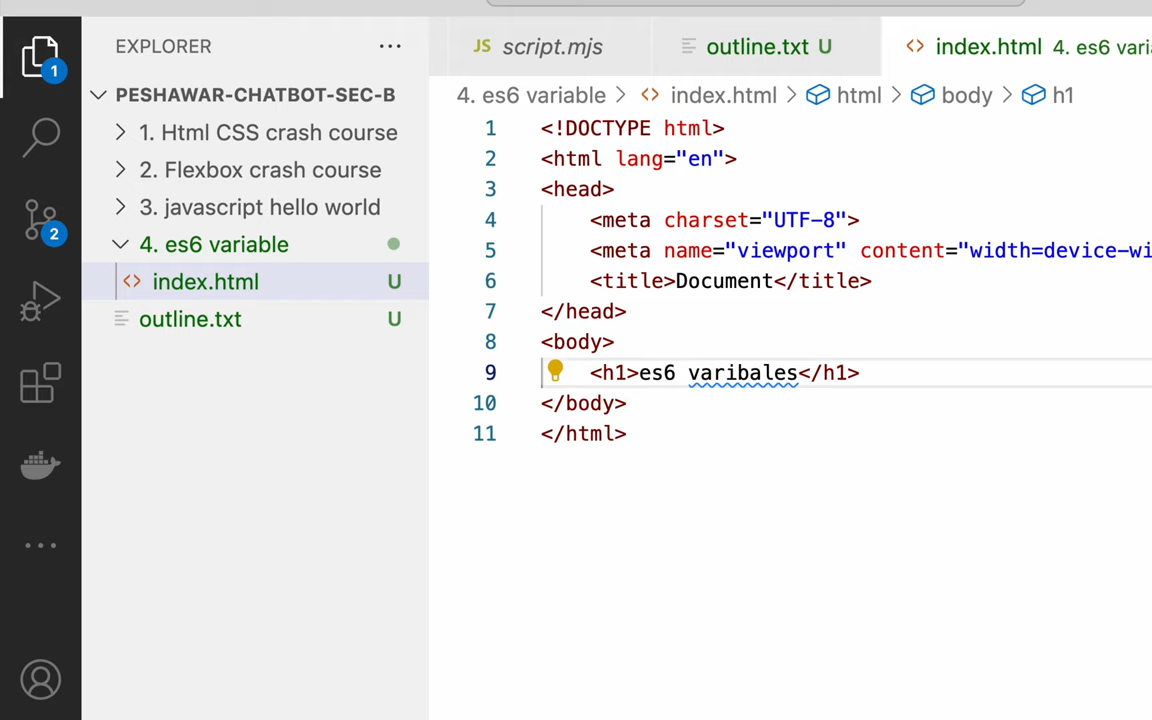 EXPLORER
PESHAWAR-CHATBOT-SEC-B
1. Html CSS crash course
2. Flexbox crash course
3. javascript hello world
4. es6 variable
index.html U
outline.txt U
1
2
JS script.mjs
outline.txt U
index.html 4. es6 vari
4. es6 variable > index.html > html > body > h1
1 <!DOCTYPE html>
2 <html lang="en">
3 <head>
4 <meta charset="UTF-8">
5 <meta name="viewport" content="width=device-wi
6 <title>Document</title>
7 </head>
8 <body>
9 <h1>es6 varibales</h1>
10 </body>
11 </html>